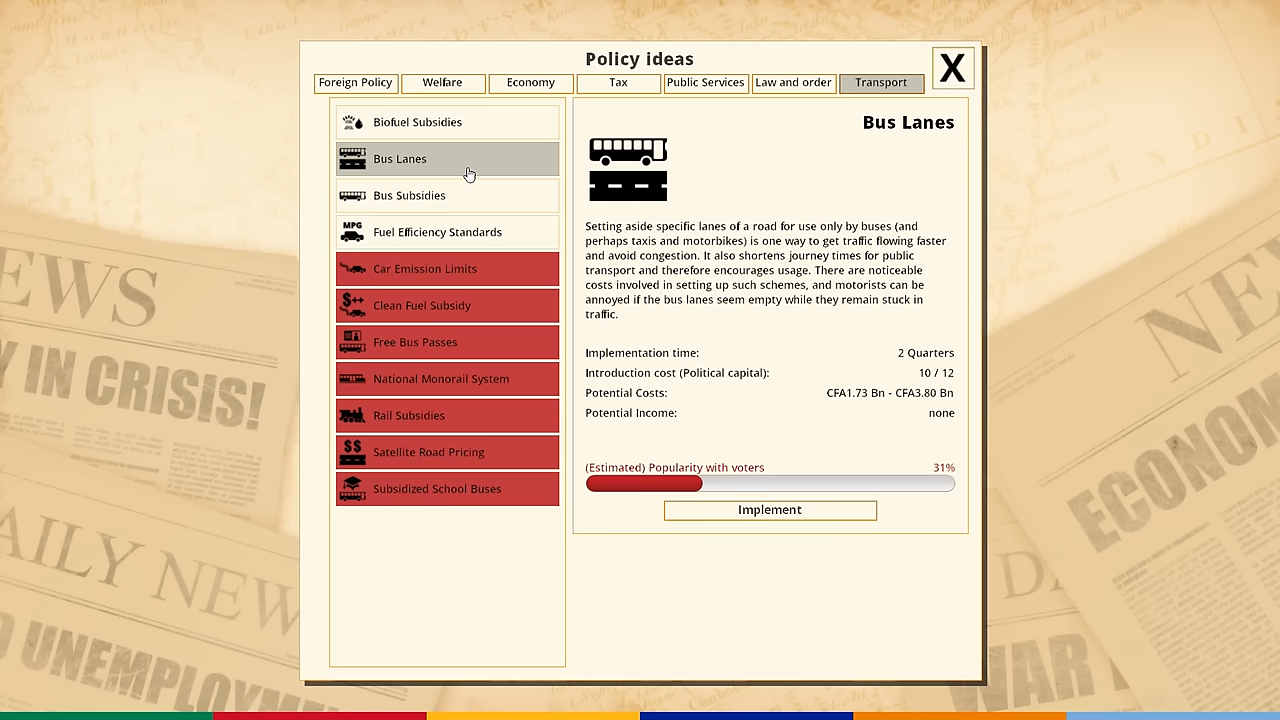 Policy ideas
X
Foreign Policy
Welfare
Economy
Tax
Public Services
Law and order
Transport
Biofuel Subsidies
Bus Lanes
Bus Subsidies
MPG
Fuel Efficiency Standards
Car Emission Limits
Clean Fuel Subsidy
Free Bus Passes
National Monorail System
Rail Subsidies
Satellite Road Pricing
Subsidized School Buses
Bus Lanes
Setting aside specific lanes of a road for use only by buses (and
perhaps taxis and motorbikes) is one way to get traffic flowing faster
and avoid congestion. It also shortens journey times for public
transport and therefore encourages usage. There are noticeable
costs involved in setting up such schemes, and motorists can be
annoyed if the bus lanes seem empty while they remain stuck in
traffic.
Implementation time: 2 Quarters
Introduction cost (Political capital): 10 / 12
Potential Costs: CFA1.73 Bn - CFA3.80 Bn
Potential Income: none
(Estimated) Popularity with voters 31%
Implement
EWS
Y IN CRISIS!
AILY NEW
UNEMPLOYM
NE
ECONOM
DA
WAR